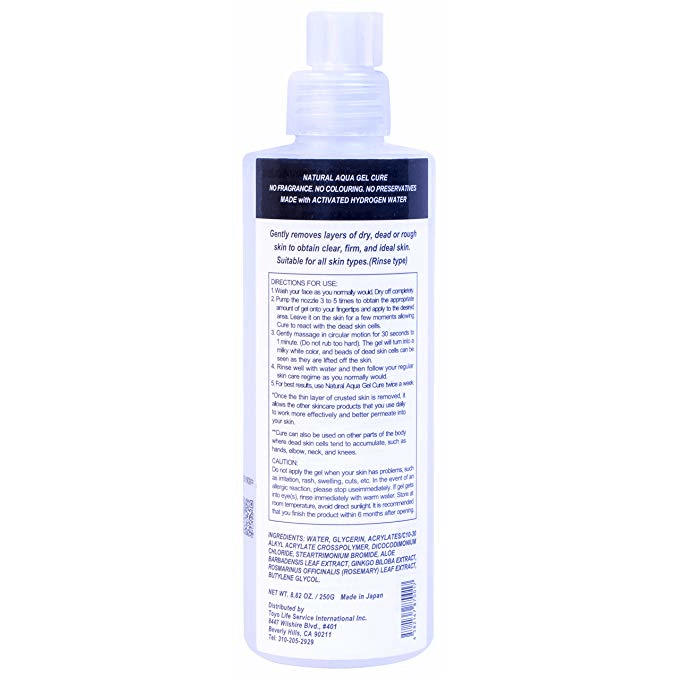 NATURAL AQUA GEL CURE
NO FRAGRANCE. NO COLOURING. NO PRESERVATIVES
MADE with ACTIVATED HYDROGEN WATER
Gently removes layers of dry, dead or rough
skin to obtain clear, firm, and ideal skin.
Suitable for all skin types.(Rinse type)
DIRECTIONS FOR USE:
1. Wash your face as you normally would. Dry off completely.
2. Pump the nozzle 3 to 5 times to obtain the appropriate
amount of gel onto your fingertips and apply to the desired
area. Leave it on the skin for a few moments allowing
Cure to react with the dead skin cells.
3. Gently massage in circular motion for 30 seconds to
1 minute. (Do not rub too hard). The gel will turn into a
milky white color, and beads of dead skin cells can be
seen as they are lifted off the skin.
4. Rinse well with water and then follow your regular
skin care regime as you normally would.
5. For best results, use Natural Aqua Gel Cure twice a week.
*Once the thin layer of crusted skin is removed, it
allows the other skincare products that you use daily
to work more effectively and better permeate into
your skin.
**Cure can also be used on other parts of the body
where dead skin cells tend to accumulate, such as
hands, elbow, neck, and knees.
CAUTION:
Do not apply the gel when your skin has problems, such
as irritation, rash, swelling, cuts, etc. In the event of an
allergic reaction, please stop useimmediately. If gel gets
into eye(s), rinse immediately with warm water. Store at
room temperature, avoid direct sunlight. It is recommended
that you finish the product within 6 months after opening.
INGREDIENTS: WATER, GLYCERIN, ACRYLATES/C10-30
ALKYL ACRYLATE CROSSPOLYMER, DICOCODIMONIUM
CHLORIDE, STEARTRIMONIUM BROMIDE, ALOE
BARBADENSIS LEAF EXTRACT, GINKGO BILOBA EXTRACT,
ROSMARINUS OFFICINALIS (ROSEMARY) LEAF EXTRACT,
BUTYLENE GLYCOL.
NET WT. 8.82 OZ. / 250G Made in Japan
Distributed by
Toyo Life Service International Inc.
8447 Wilshire Blvd., #401
Beverly Hills, CA 90211
Tel: 310-205-2929